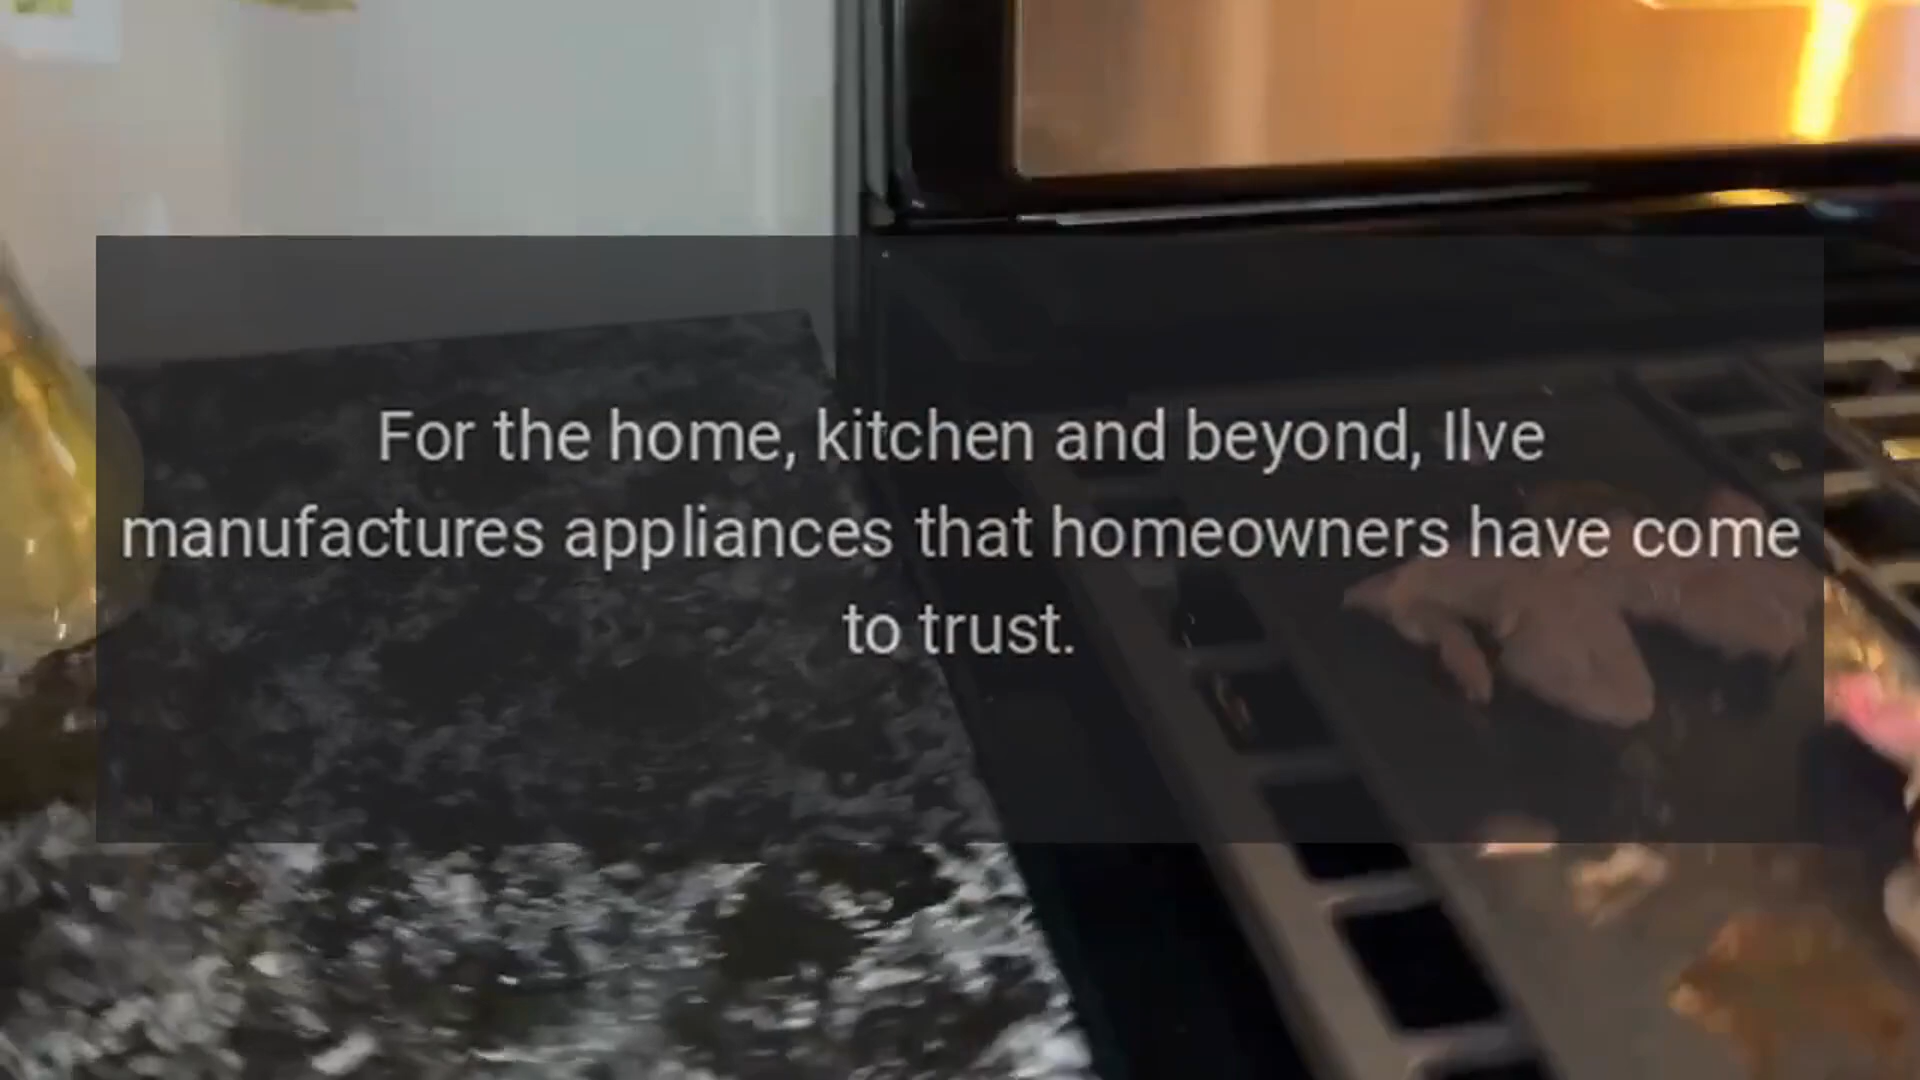 For the home, kitchen and beyond, Ilve
manufactures appliances that homeowners have come
to trust.